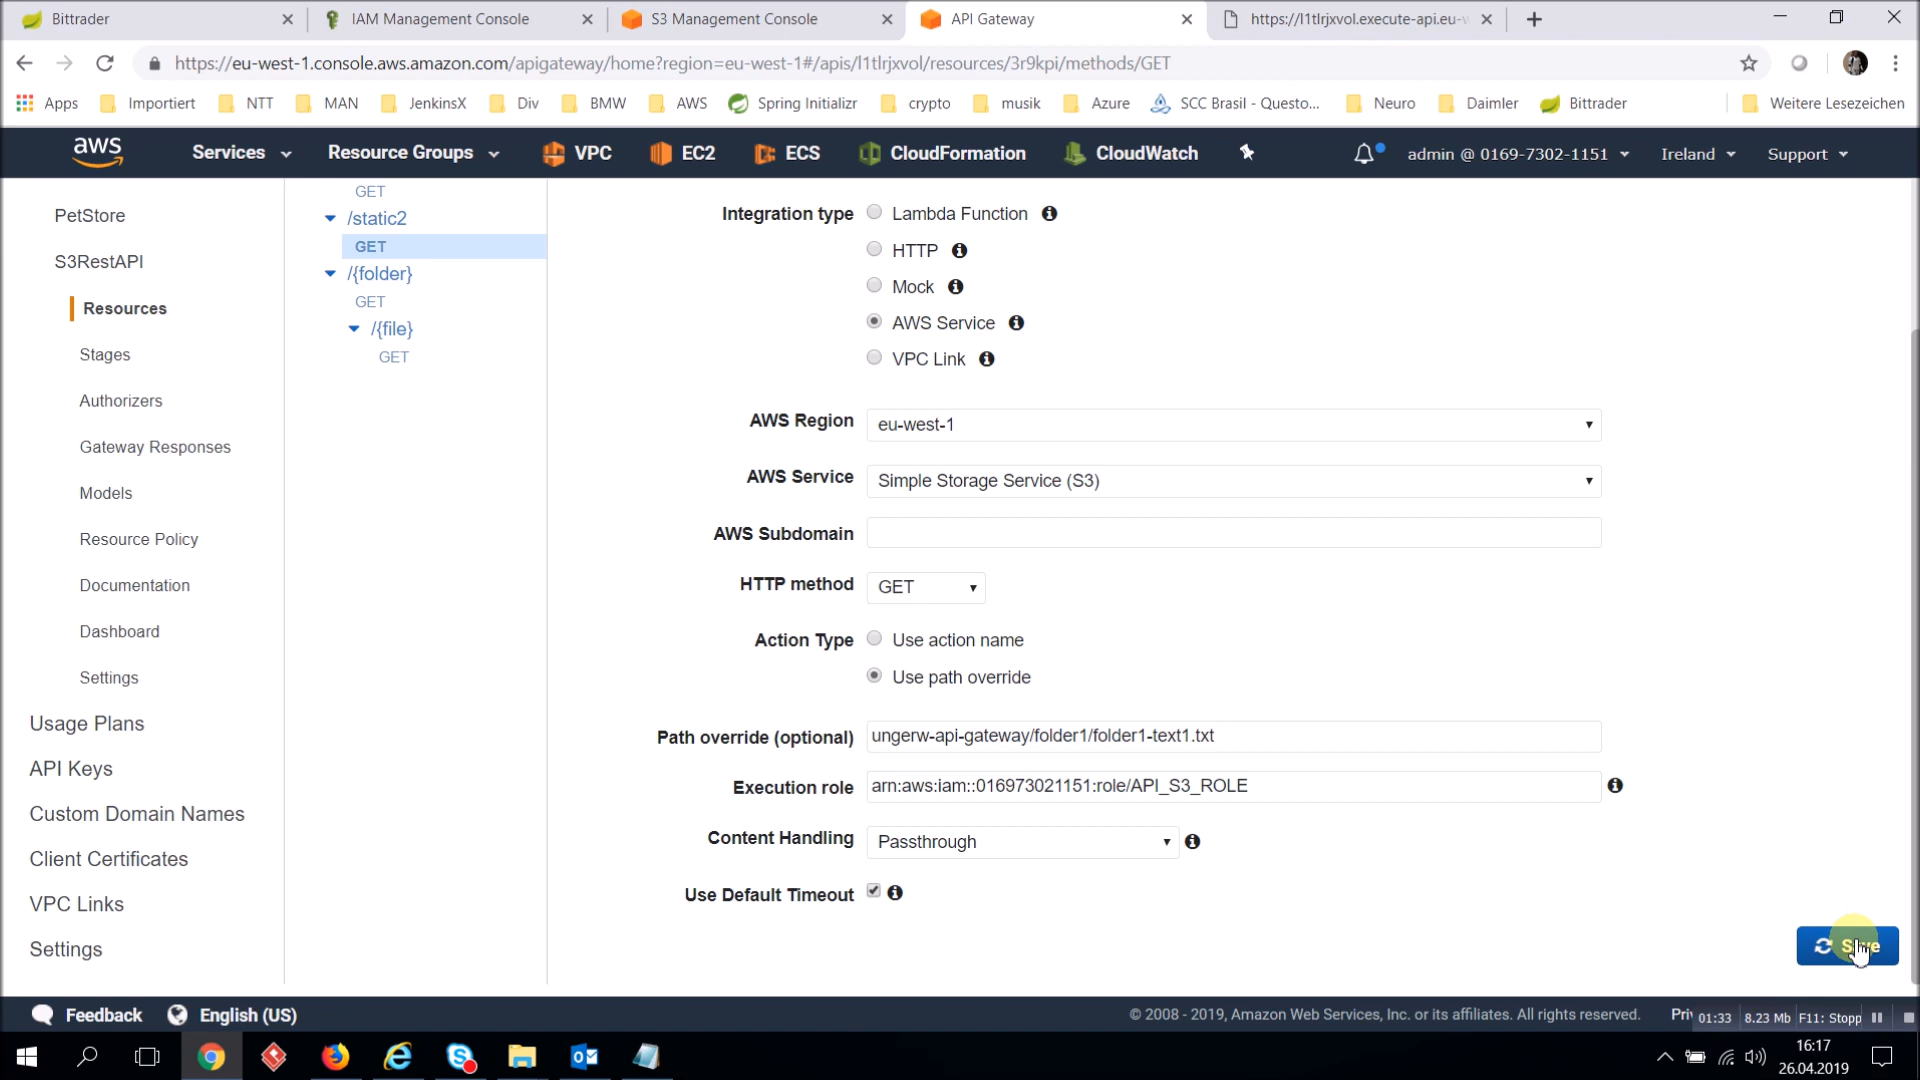 Bittrader
IAM Management Console
S3 Management Console
API Gateway
https://l1tlrjxvol.execute-api.eu-w
https://eu-west-1.console.aws.amazon.com/apigateway/home?region=eu-west-1#/apis/l1tlrjxvol/resources/3r9kpi/methods/GET
Apps Importiert NTT MAN JenkinsX Div BMW AWS Spring Initializr crypto musik Azure SCC Brasil - Questo... Neuro Daimler Bittrader Weitere Lesezeichen
aws Services Resource Groups VPC EC2 ECS CloudFormation CloudWatch admin @ 0169-7302-1151 Ireland Support
PetStore
S3RestAPI
Resources
Stages
Authorizers
Gateway Responses
Models
Resource Policy
Documentation
Dashboard
Settings
Usage Plans
API Keys
Custom Domain Names
Client Certificates
VPC Links
Settings
GET
/static2
GET
/{folder}
GET
/{file}
GET
Integration type Lambda Function
HTTP
Mock
AWS Service
VPC Link
AWS Region eu-west-1
AWS Service Simple Storage Service (S3)
AWS Subdomain
HTTP method GET
Action Type Use action name
Use path override
Path override (optional) ungerw-api-gateway/folder1/folder1-text1.txt
Execution role arn:aws:iam::016973021151:role/API_S3_ROLE
Content Handling Passthrough
Use Default Timeout
Save
Feedback English (US) © 2008 - 2019, Amazon Web Services, Inc. or its affiliates. All rights reserved. Pri 01:33 8.23 Mb F11: Stopp
16:17
26.04.2019